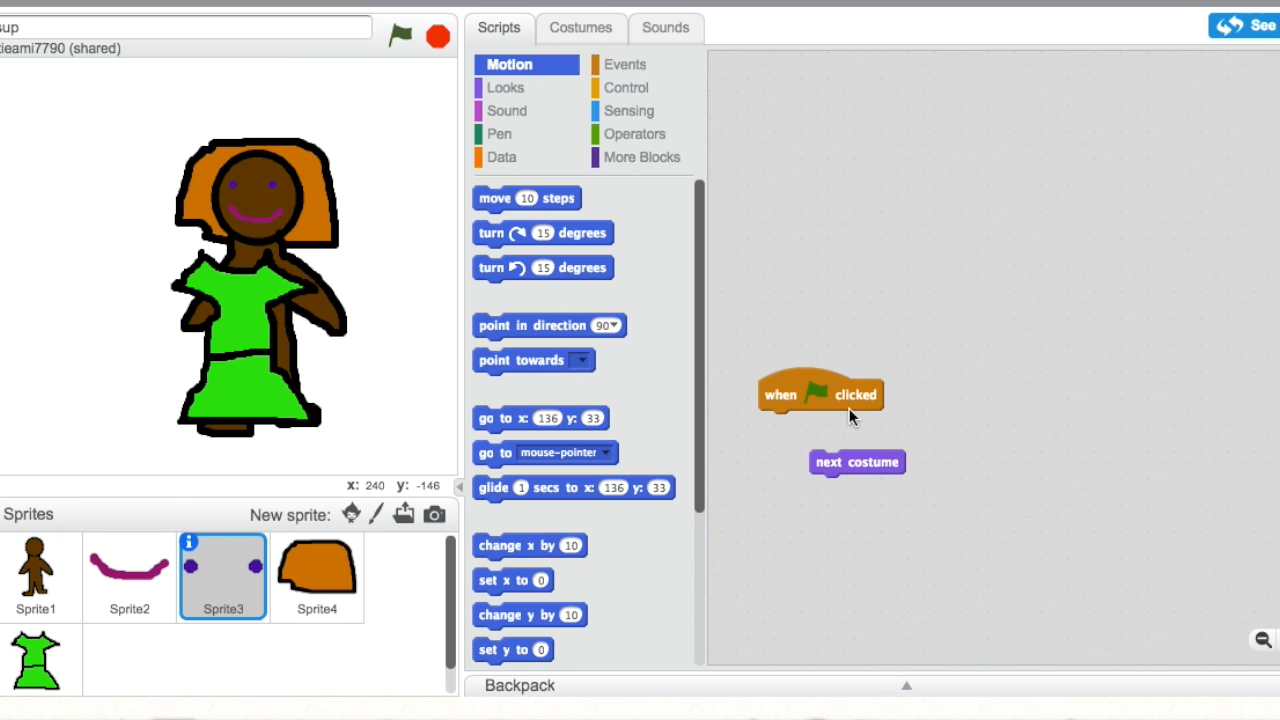 sup
ieami7790 (shared)
Scripts
Costumes
Sounds
See
Motion
Events
Looks
Control
Sound
Sensing
Pen
Operators
Data
More Blocks
move 10 steps
turn 15 degrees
turn 15 degrees
point in direction 90
point towards
go to x: 136 y: 33
go to mouse-pointer
glide 1 secs to x: 136 y: 33
change x by 10
set x to 0
change y by 10
set y to 0
when clicked
next costume
x: 240 y: -146
Sprites
New sprite:
i
Sprite1
Sprite2
Sprite3
Sprite4
Backpack